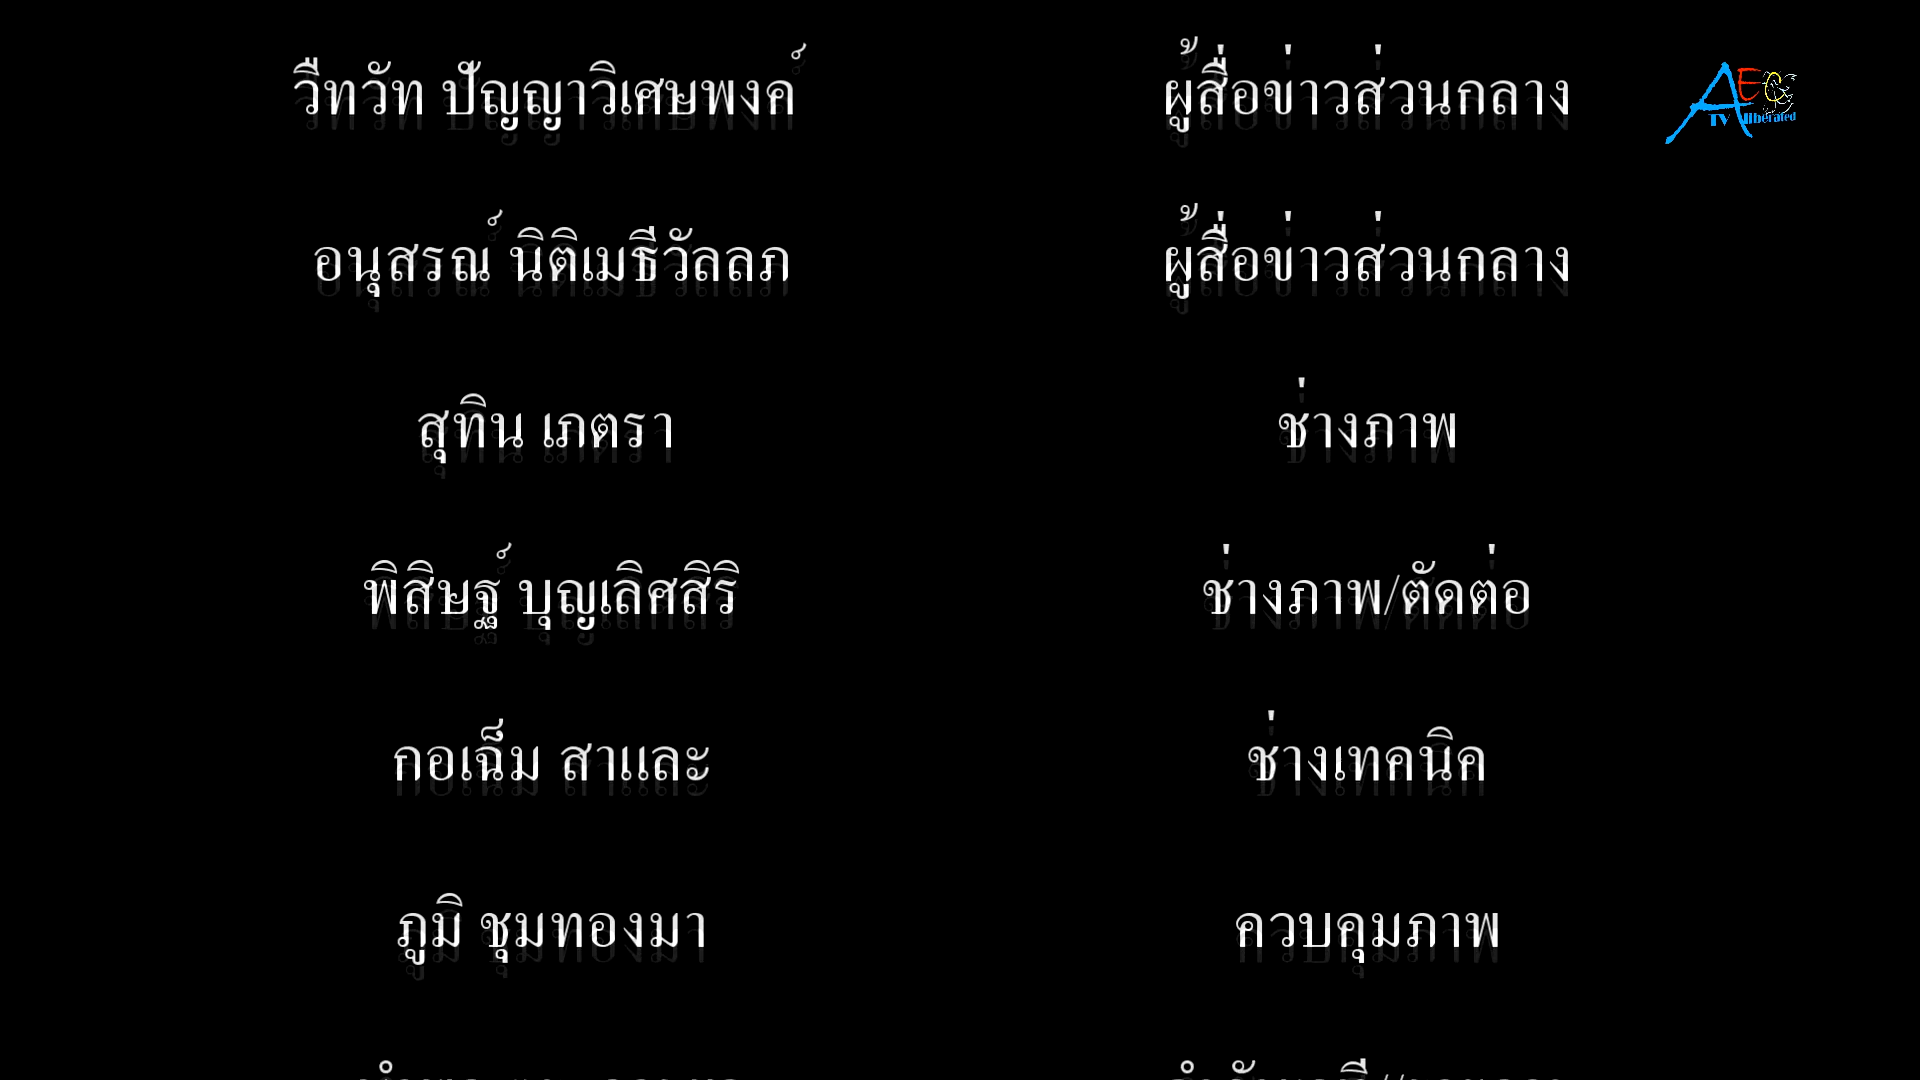 วืทวัท ปัญญาวิเศษพงค์ ผู้สื่อข่าวส่วนกลาง
AEC
TV liberated
อนุสรณ์ นิติเมธีวัลลภ ผู้สื่อข่าวส่วนกลาง
สุทิน เภตรา ช่างภาพ
พิสิษฐ์ บุญเลิศสิริ ช่างภาพ/ตัดต่อ
กอเฉ็ม สาและ ช่างเทคนิค
ภูมิ ชุมทองมา ควบคุมภาพ